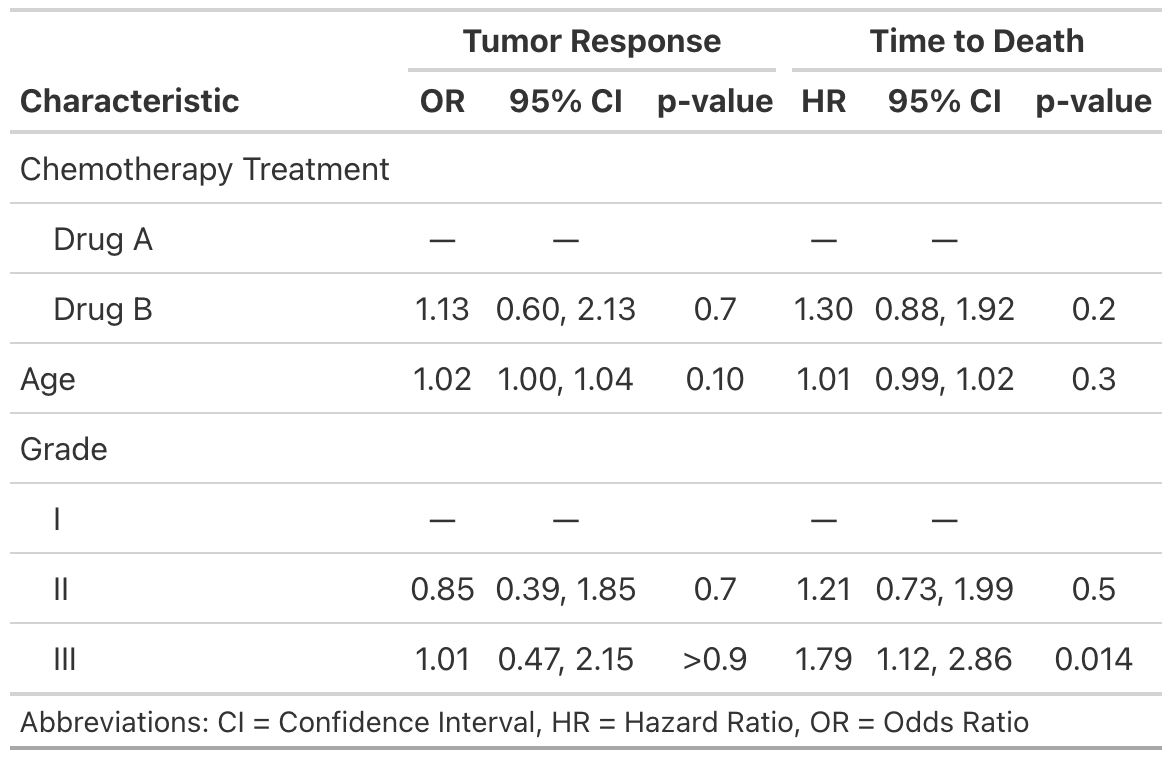 Tumor Response Time to Death
Characteristic OR 95% CI p-value HR 95% CI p-value
Chemotherapy Treatment
Drug A — — — —
Drug B 1.13 0.60, 2.13 0.7 1.30 0.88, 1.92 0.2
Age 1.02 1.00, 1.04 0.10 1.01 0.99, 1.02 0.3
Grade
I — — — —
II 0.85 0.39, 1.85 0.7 1.21 0.73, 1.99 0.5
III 1.01 0.47, 2.15 >0.9 1.79 1.12, 2.86 0.014
Abbreviations: CI = Confidence Interval, HR = Hazard Ratio, OR = Odds Ratio